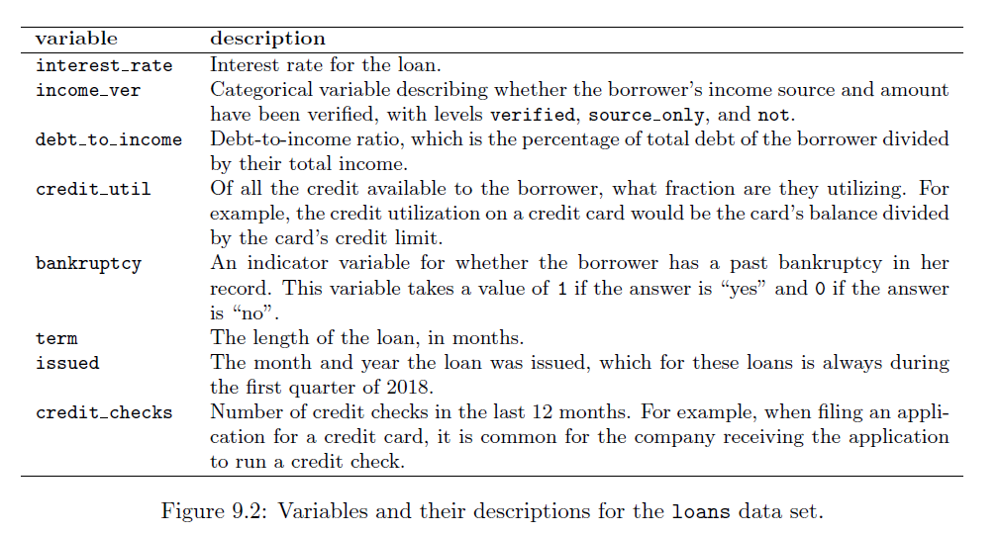 variable description
interest_rate Interest rate for the loan.
income_ver Categorical variable describing whether the borrower's income source and amount
have been verified, with levels verified, source_only, and not.
debt_to_income Debt-to-income ratio, which is the percentage of total debt of the borrower divided
by their total income.
credit_util Of all the credit available to the borrower, what fraction are they utilizing. For
example, the credit utilization on a credit card would be the card's balance divided
by the card's credit limit.
bankruptcy An indicator variable for whether the borrower has a past bankruptcy in her
record. This variable takes a value of 1 if the answer is “yes” and 0 if the answer
is “no”.
term The length of the loan, in months.
issued The month and year the loan was issued, which for these loans is always during
the first quarter of 2018.
credit_checks Number of credit checks in the last 12 months. For example, when filing an appli-
cation for a credit card, it is common for the company receiving the application
to run a credit check.
Figure 9.2: Variables and their descriptions for the loans data set.